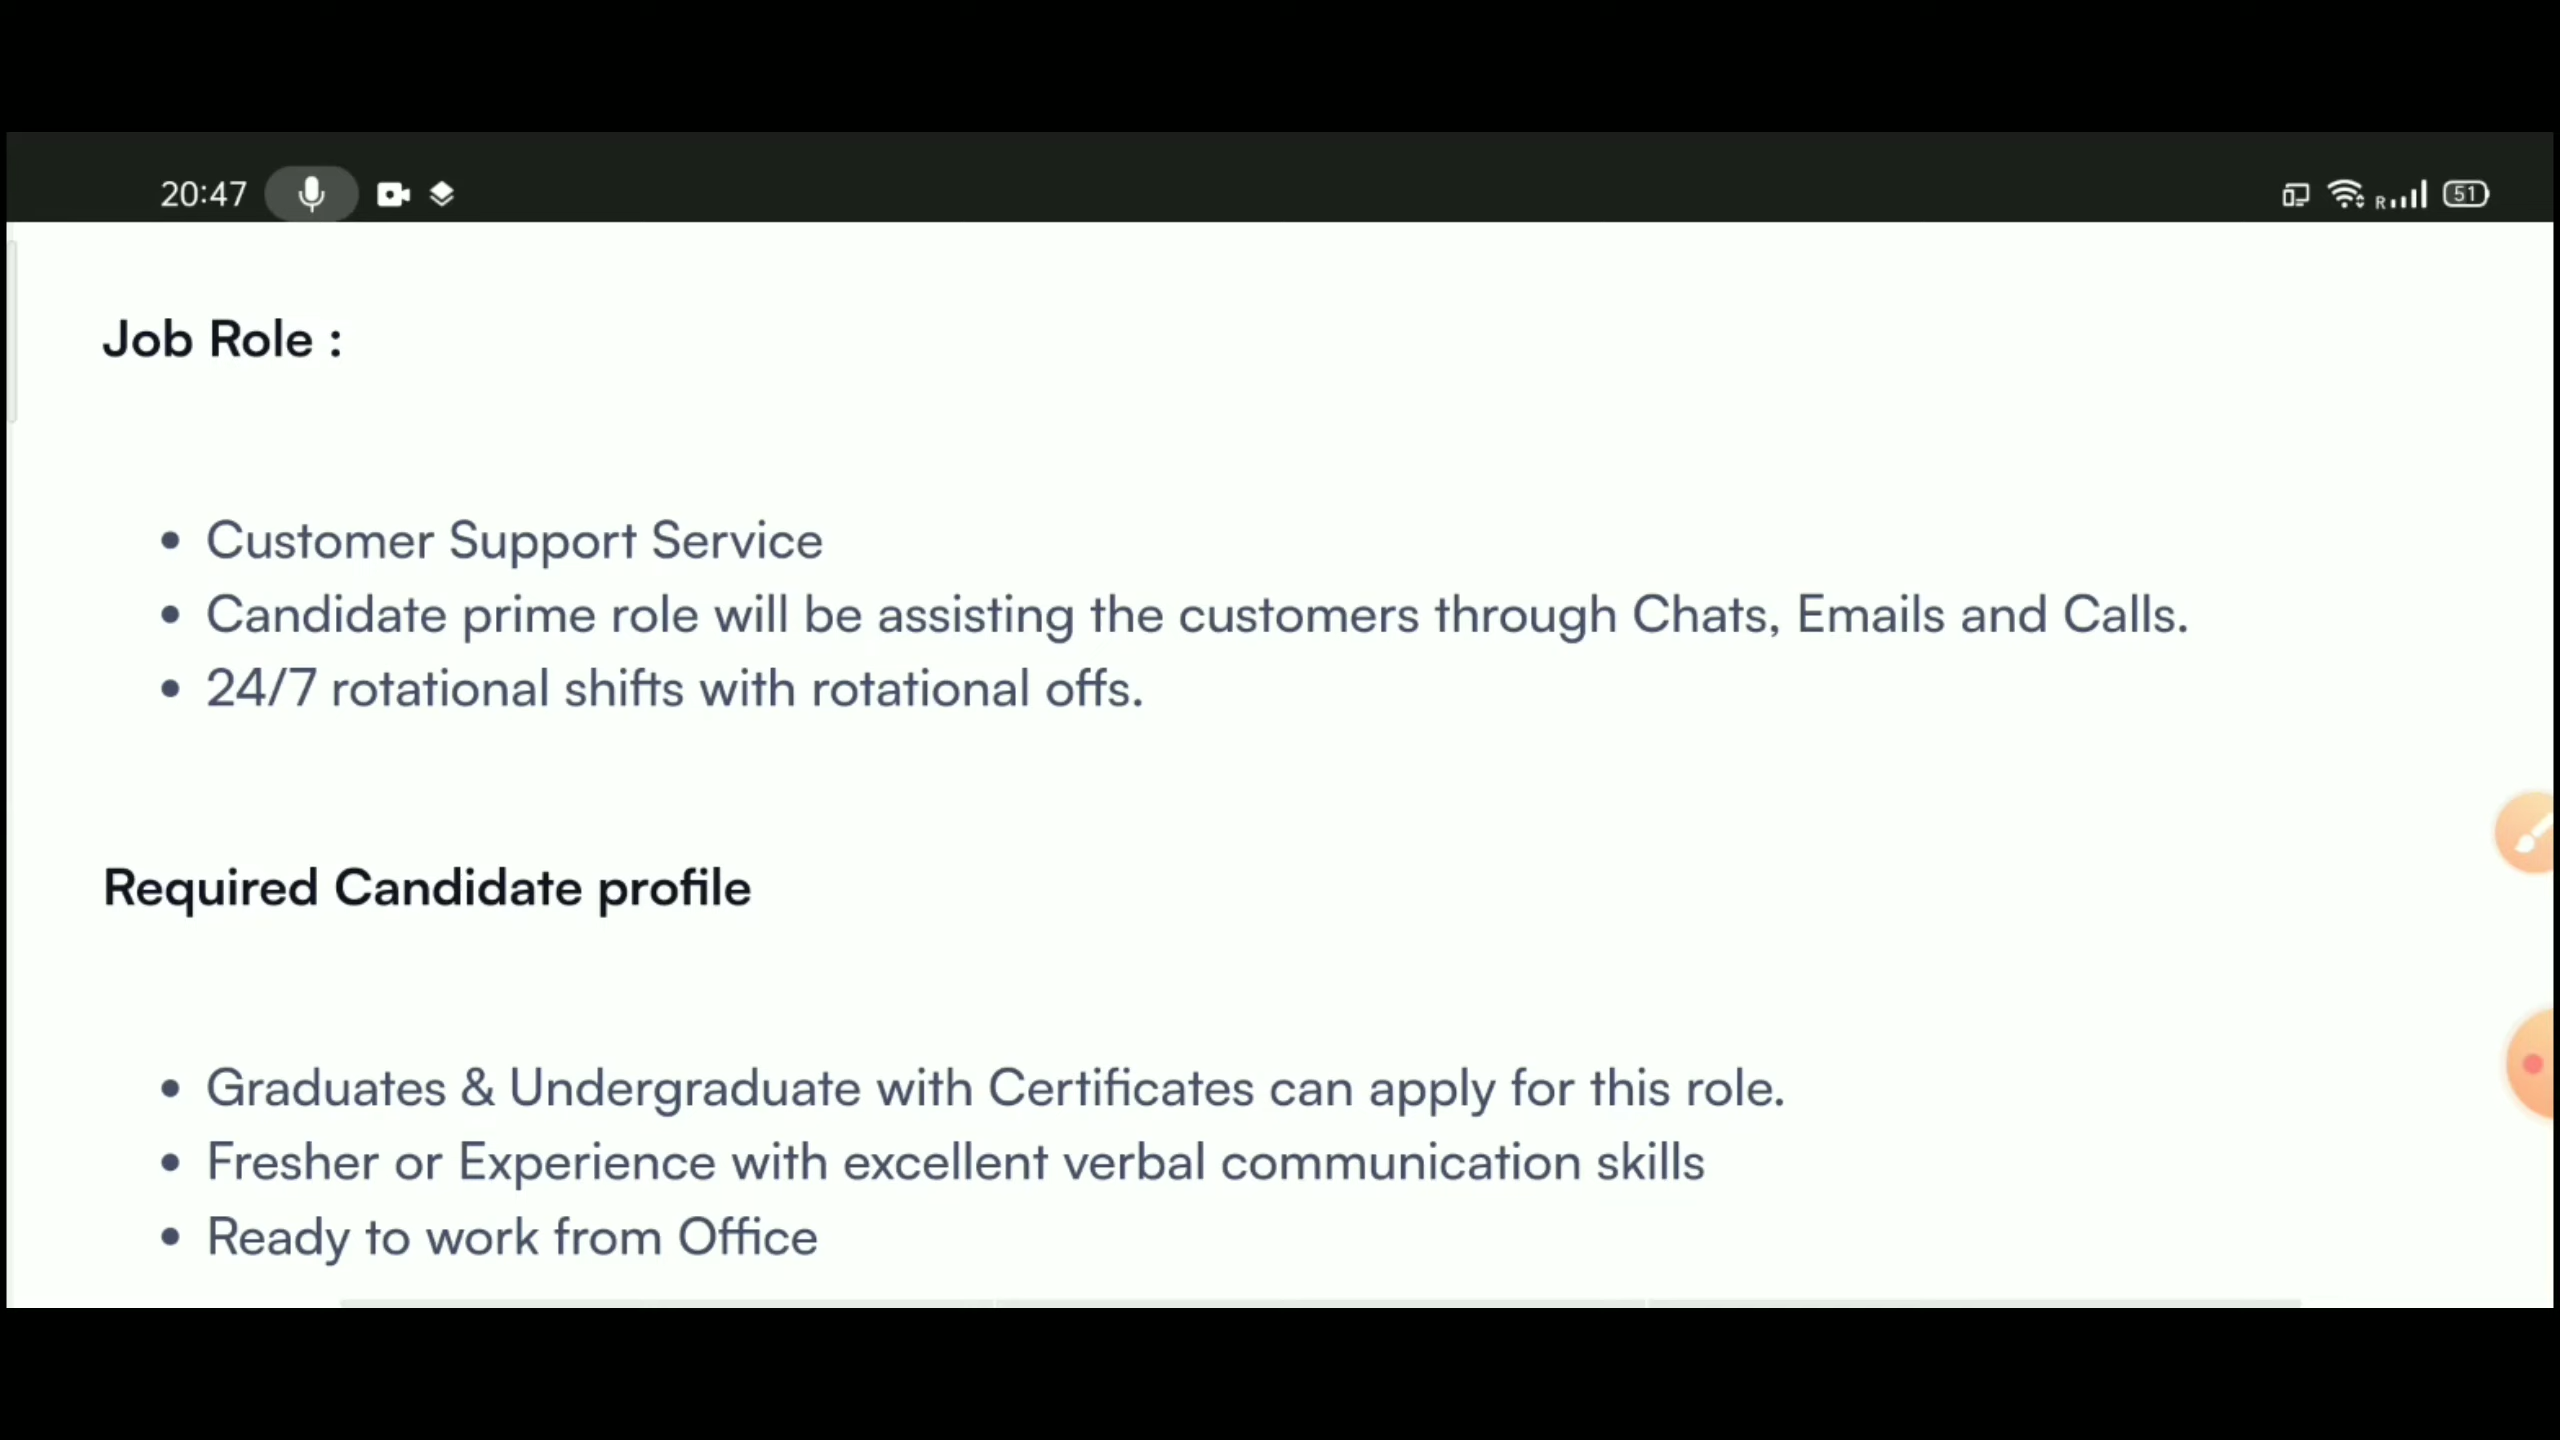 20:47
R
51
Job Role :
Customer Support Service
Candidate prime role will be assisting the customers through Chats, Emails and Calls.
24/7 rotational shifts with rotational offs.
Required Candidate profile
Graduates & Undergraduate with Certificates can apply for this role.
Fresher or Experience with excellent verbal communication skills
Ready to work from Office